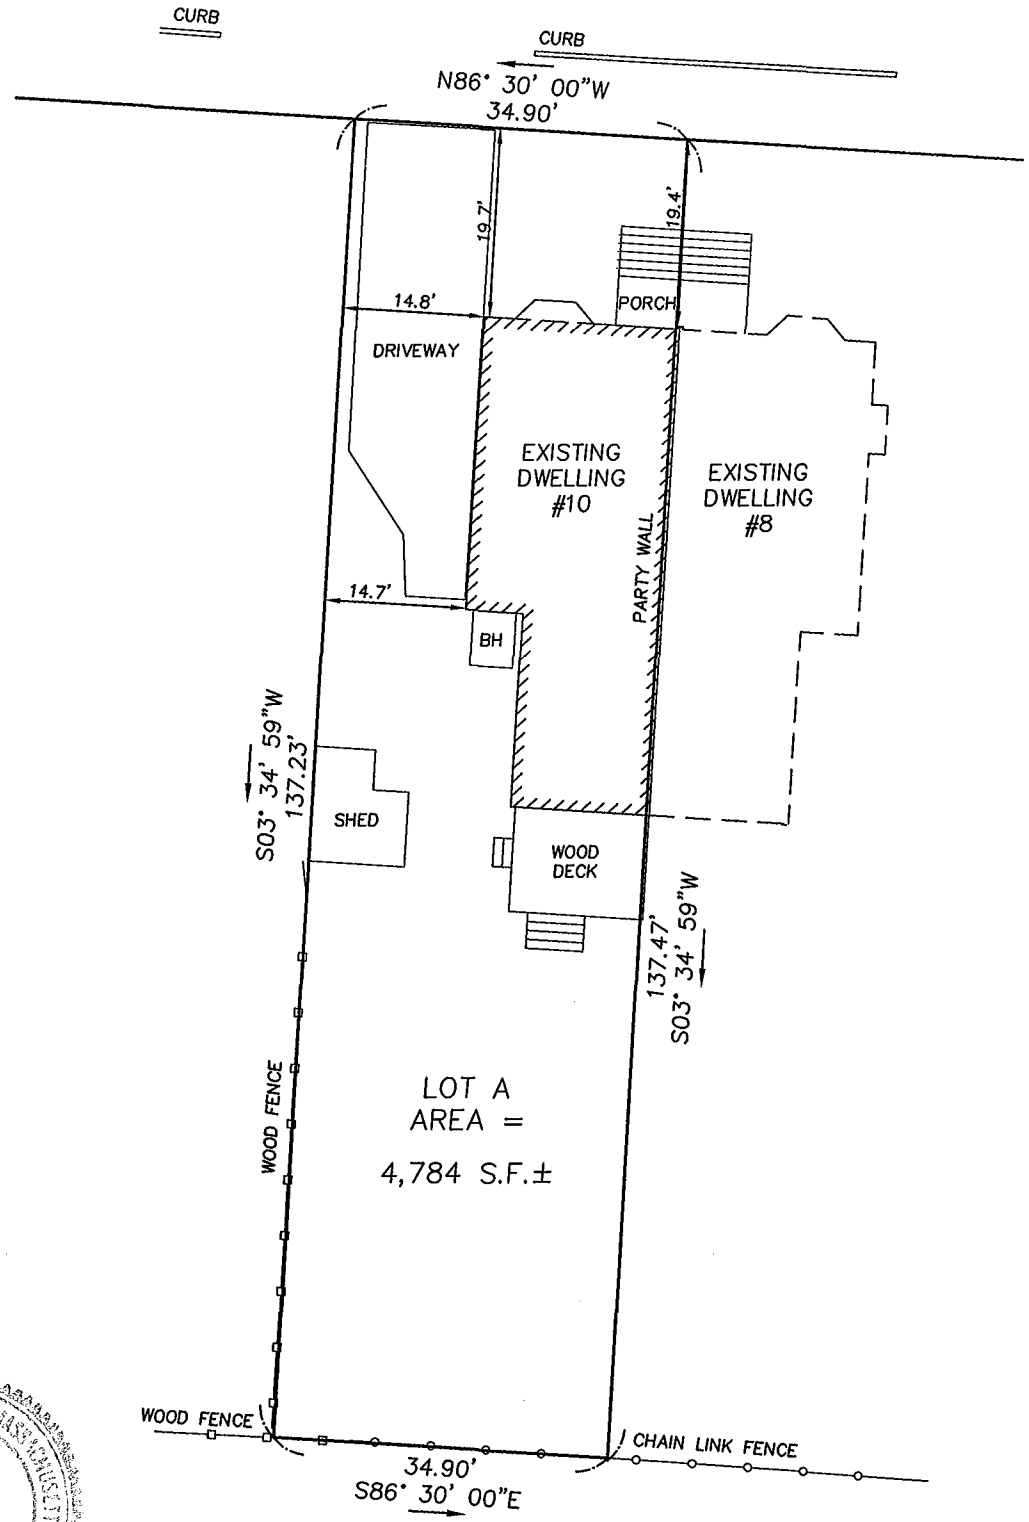 CURB
CURB
N86° 30' 00"W
34.90'
19.7'
19.4'
14.8'
PORCH
DRIVEWAY
EXISTING
DWELLING
#10
EXISTING
DWELLING
#8
PARTY WALL
14.7'
BH
S03° 34' 59"W
137.23'
SHED
WOOD
DECK
137.47'
S03° 34' 59"W
WOOD FENCE
LOT A
AREA =
4,784 S.F.±
WOOD FENCE
CHAIN LINK FENCE
34.90'
S86° 30' 00"E